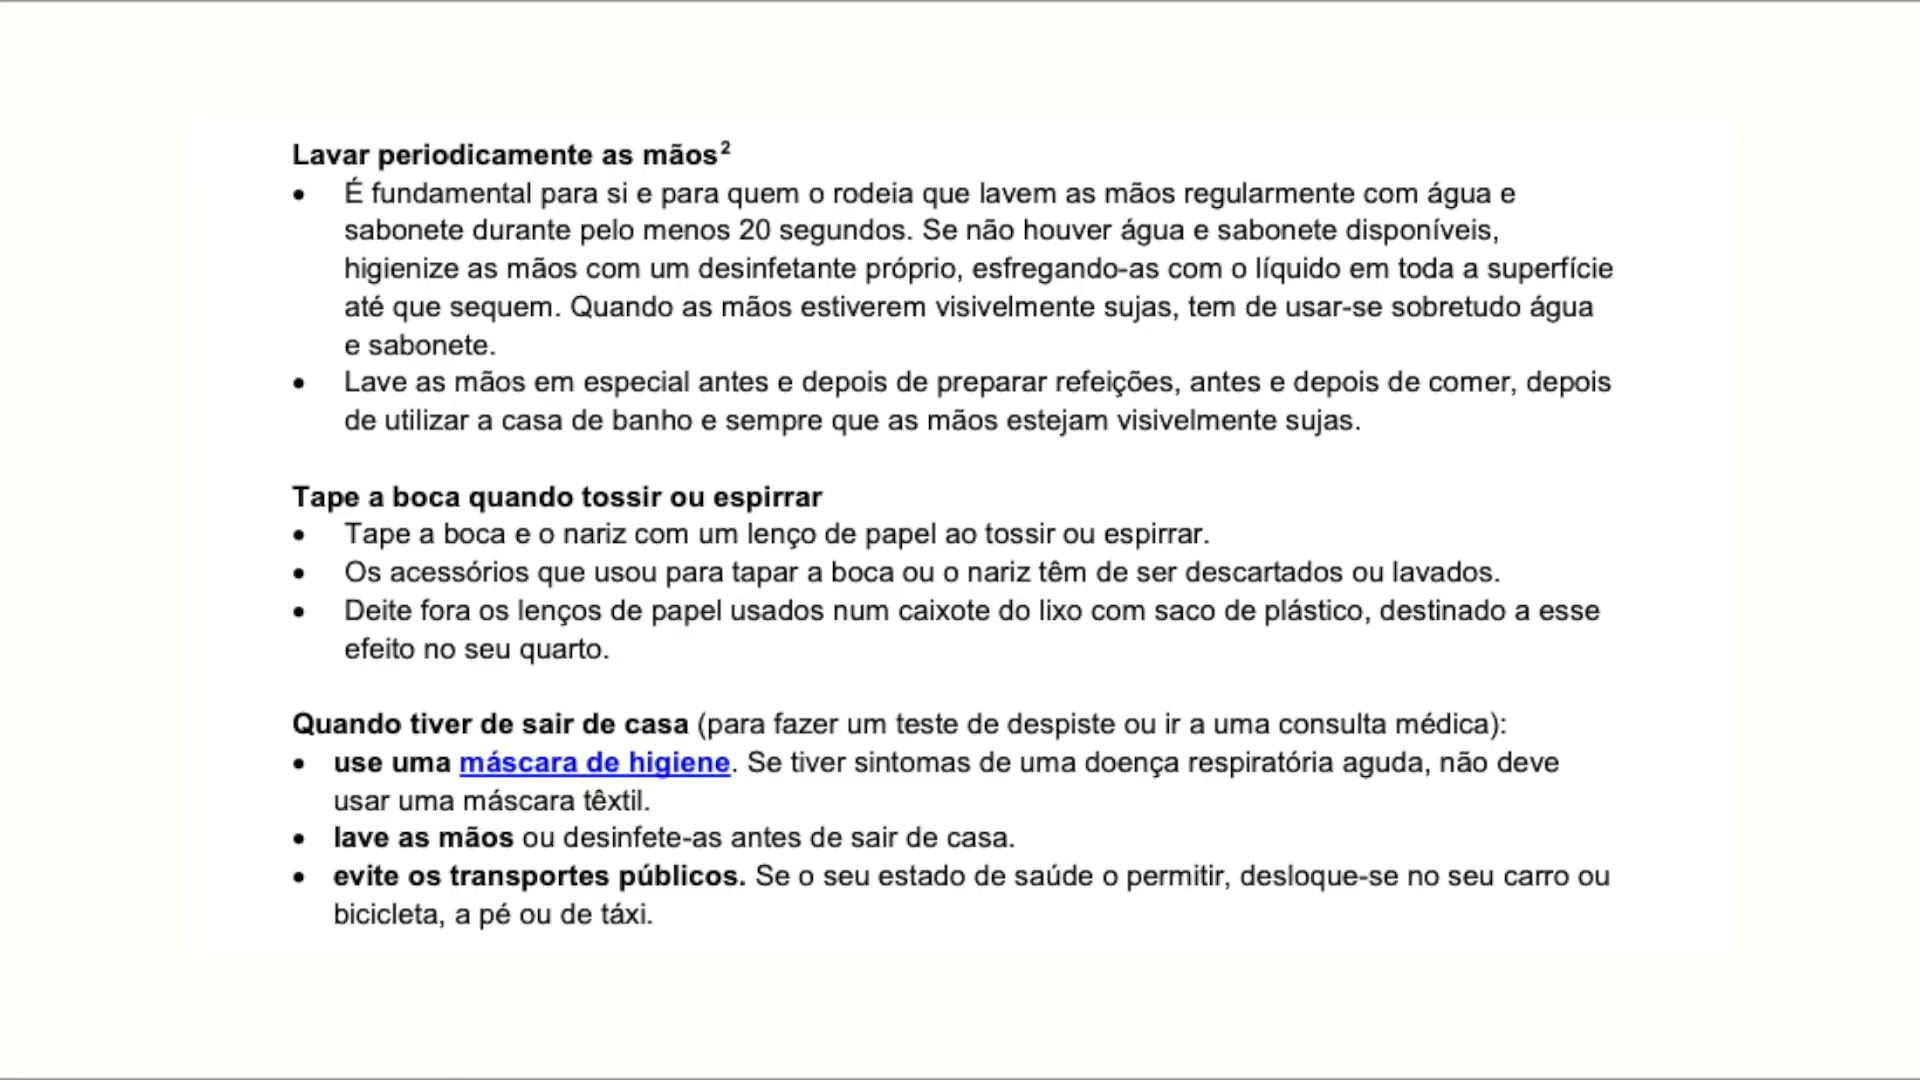 Lavar periodicamente as mãos²
• É fundamental para si e para quem o rodeia que lavem as mãos regularmente com água e
sabonete durante pelo menos 20 segundos. Se não houver água e sabonete disponíveis,
higienize as mãos com um desinfetante próprio, esfregando-as com o líquido em toda a superfície
até que sequem. Quando as mãos estiverem visivelmente sujas, tem de usar-se sobretudo água
e sabonete.
• Lave as mãos em especial antes e depois de preparar refeições, antes e depois de comer, depois
de utilizar a casa de banho e sempre que as mãos estejam visivelmente sujas.
Tape a boca quando tossir ou espirrar
• Tape a boca e o nariz com um lenço de papel ao tossir ou espirrar.
• Os acessórios que usou para tapar a boca ou o nariz têm de ser descartados ou lavados.
• Deite fora os lenços de papel usados num caixote do lixo com saco de plástico, destinado a esse
efeito no seu quarto.
Quando tiver de sair de casa (para fazer um teste de despiste ou ir a uma consulta médica):
• use uma máscara de higiene. Se tiver sintomas de uma doença respiratória aguda, não deve
usar uma máscara têxtil.
• lave as mãos ou desinfete-as antes de sair de casa.
• evite os transportes públicos. Se o seu estado de saúde o permitir, desloque-se no seu carro ou
bicicleta, a pé ou de táxi.